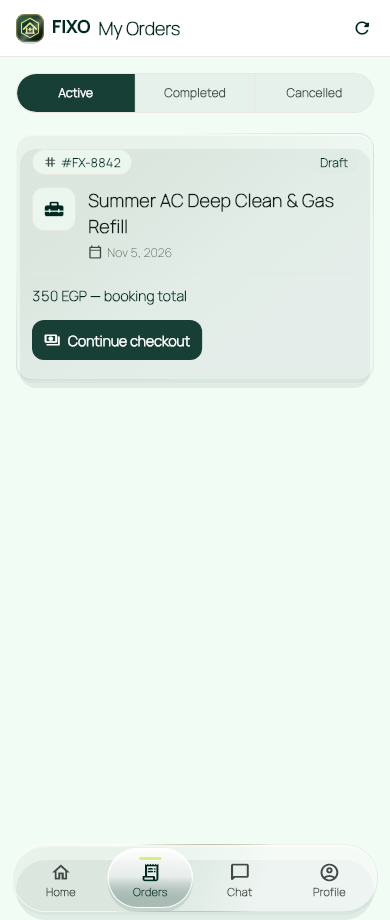 FIXO My Orders
Active Completed Cancelled
# #FX-8842 Draft
Summer AC Deep Clean & Gas
Refill
Nov 5, 2026
350 EGP — booking total
Continue checkout
Home Orders Chat Profile